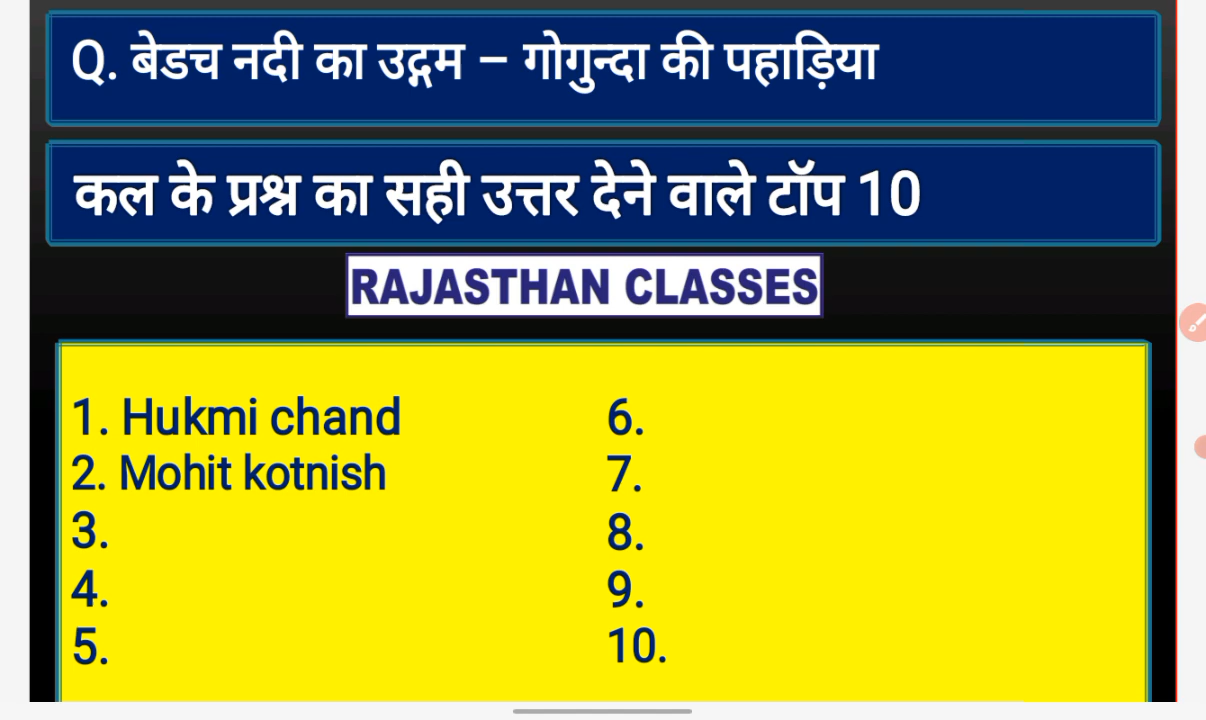 Q. बेडच नदी का उद्गम – गोगुन्दा की पहाड़िया
कल के प्रश्न का सही उत्तर देने वाले टॉप 10
RAJASTHAN CLASSES
1. Hukmi chand
2. Mohit kotnish
3.
4.
5.
6.
7.
8.
9.
10.